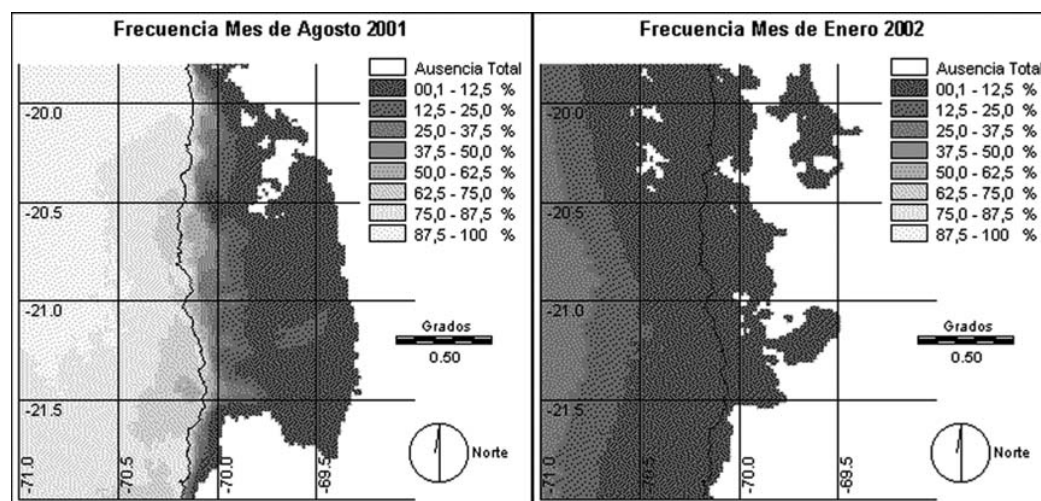 Frecuencia Mes de Agosto 2001
Ausencia Total
00,1 - 12,5 %
12,5 - 25,0 %
25,0 - 37,5 %
37,5 - 50,0 %
50,0 - 62,5 %
62,5 - 75,0 %
75,0 - 87,5 %
87,5 - 100 %
-20.0
-20.5
-21.0
-21.5
-71.0
-70.5
-70.0
-69.5
Grados
0.50
Norte
Frecuencia Mes de Enero 2002
Ausencia Total
00,1 - 12,5 %
12,5 - 25,0 %
25,0 - 37,5 %
37,5 - 50,0 %
50,0 - 62,5 %
62,5 - 75,0 %
75,0 - 87,5 %
87,5 - 100 %
-20.0
-20.5
-21.0
-21.5
-71.0
-70.5
-70.0
-69.5
Grados
0.50
Norte